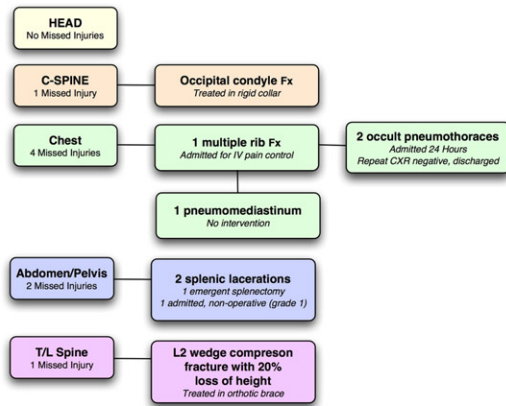 HEAD
No Missed Injuries
C-SPINE
1 Missed Injury
Occipital condyle Fx
Treated in rigid collar
Chest
4 Missed Injuries
1 multiple rib Fx
Admitted for IV pain control
2 occult pneumothoraces
Admitted 24 Hours
Repeat CXR negative, discharged
1 pneumomediastinum
No intervention
Abdomen/Pelvis
2 Missed Injuries
2 splenic lacerations
1 emergent splenectomy
1 admitted, non-operative (grade 1)
T/L Spine
1 Missed Injury
L2 wedge compreson
fracture with 20%
loss of height
Treated in orthotic brace